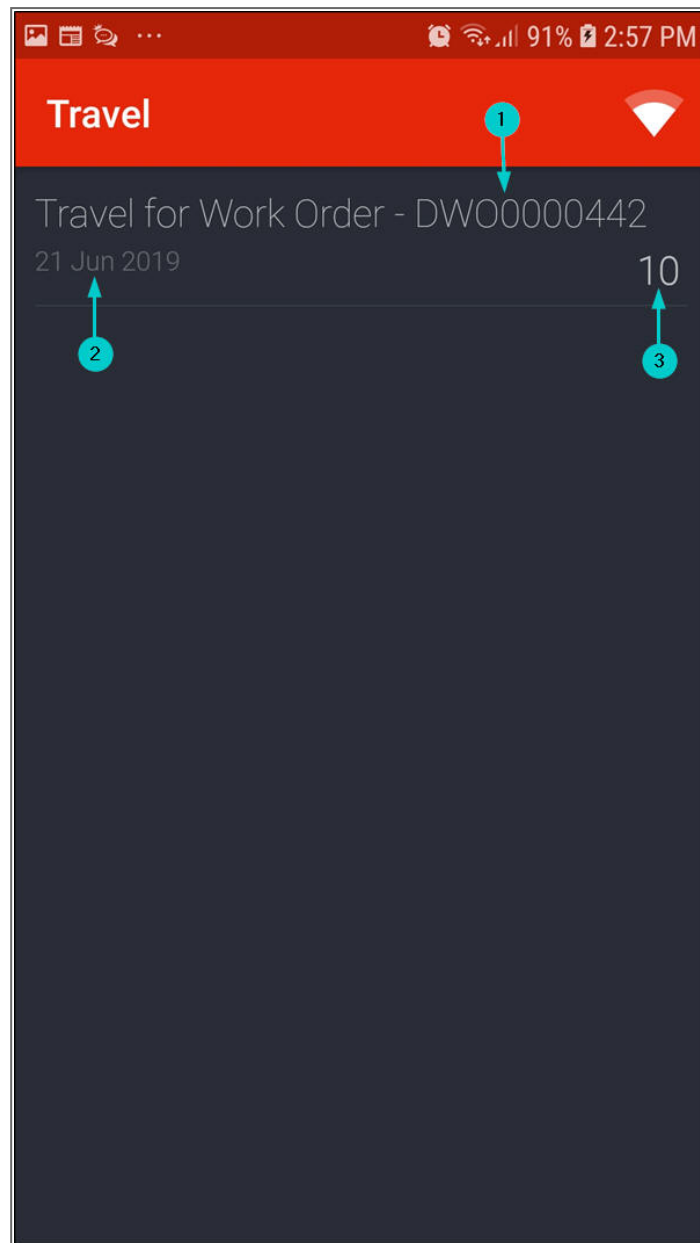 91% 2:57 PM
Travel
1
Travel for Work Order - DWO0000442
21 Jun 2019
10
2
3